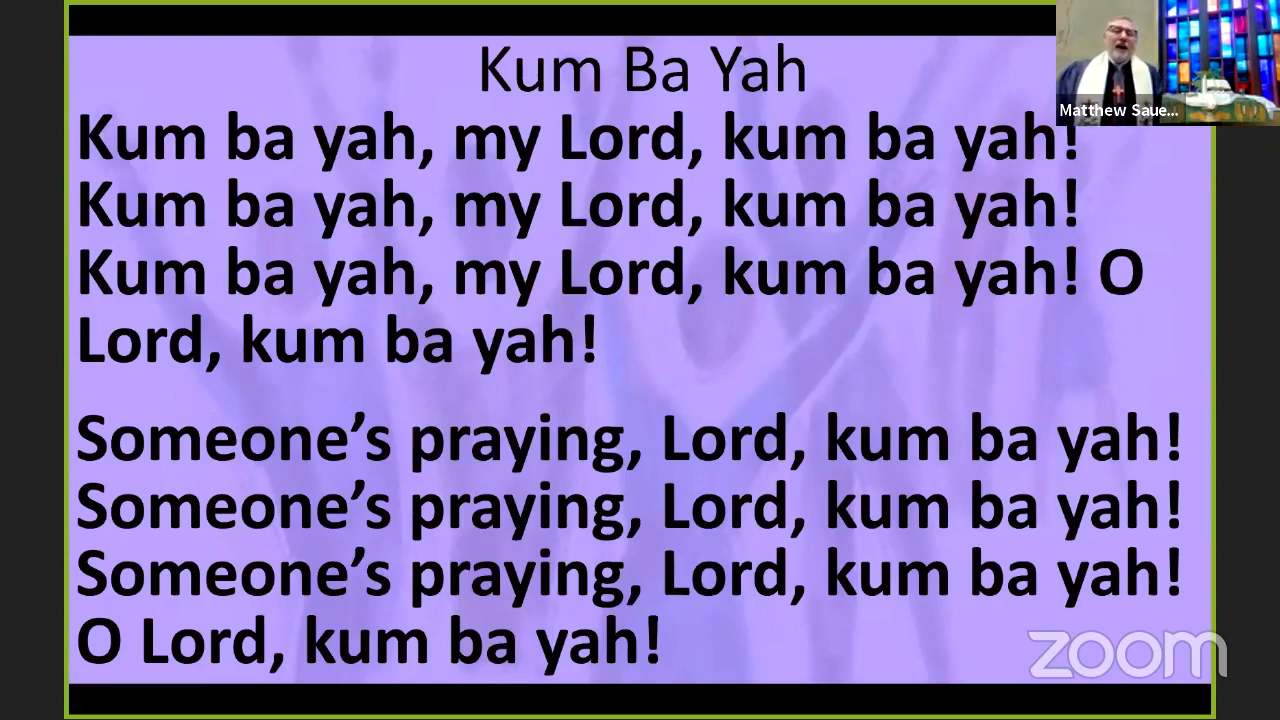 Kum Ba Yah
Kum ba yah, my Lord, kum ba yah!
Kum ba yah, my Lord, kum ba yah!
Kum ba yah, my Lord, kum ba yah! O
Lord, kum ba yah!
Someone’s praying, Lord, kum ba yah!
Someone’s praying, Lord, kum ba yah!
Someone’s praying, Lord, kum ba yah!
O Lord, kum ba yah!
Matthew Saue...
zoom